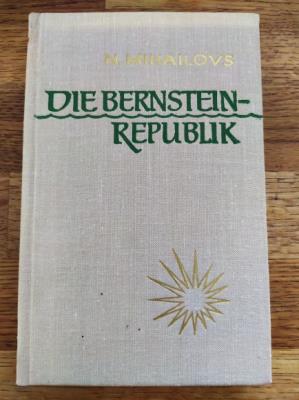 N. MIHAILOVS
DIE BERNSTEIN-
REPUBLIK